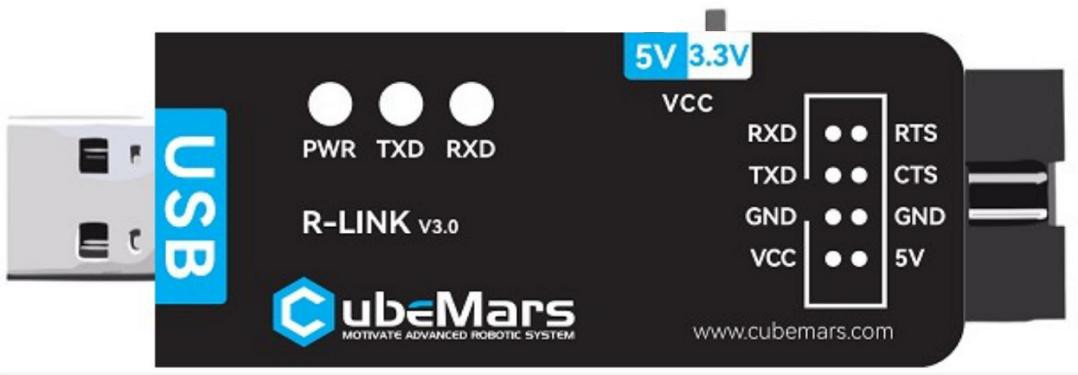 5V 3.3V
VCC
USB
PWR TXD RXD
R-LINK V3.0
RXD RTS
TXD CTS
GND GND
VCC 5V
CubeMars
MOTIVATE ADVANCED ROBOTIC SYSTEM
www.cubemars.com